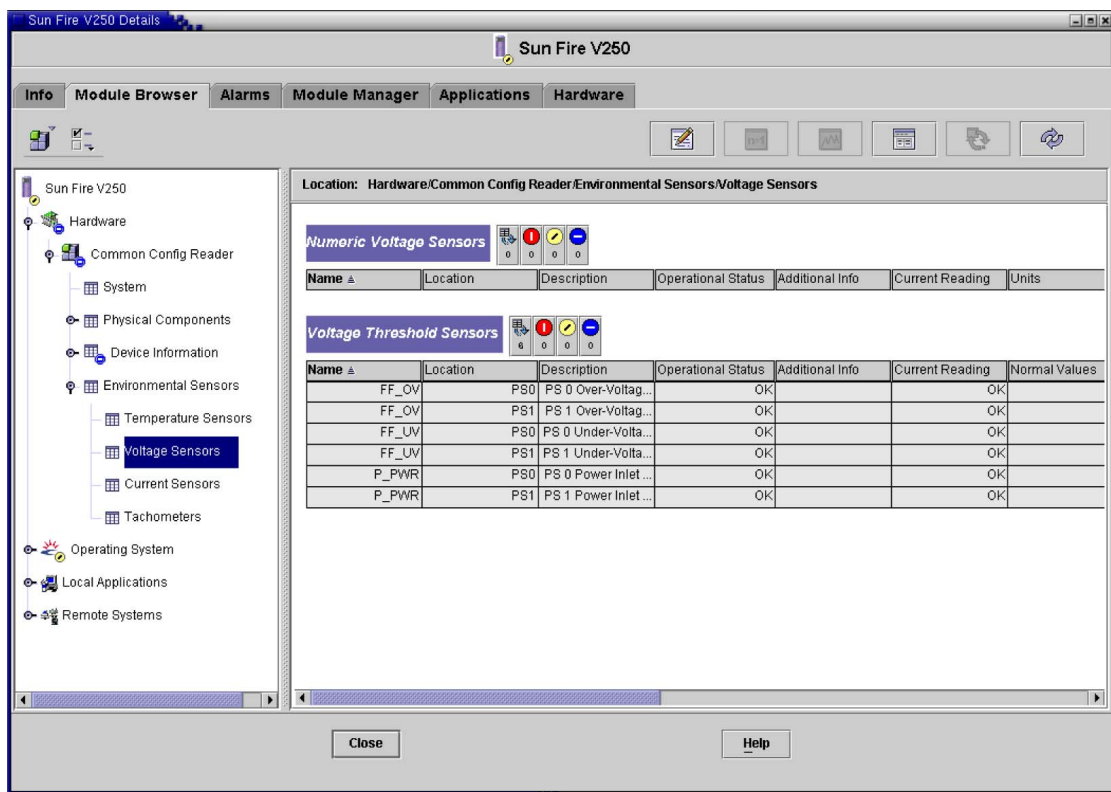 Sun Fire V250 Details
Sun Fire V250
Info Module Browser Alarms Module Manager Applications Hardware
Sun Fire V250
Hardware
Common Config Reader
System
Physical Components
Device Information
Environmental Sensors
Temperature Sensors
Voltage Sensors
Current Sensors
Tachometers
Operating System
Local Applications
Remote Systems
Location: Hardware/Common Config Reader/Environmental Sensors/Voltage Sensors
Numeric Voltage Sensors
0 0 0 0
Name Location Description Operational Status Additional Info Current Reading Units
Voltage Threshold Sensors
6 0 0 0
Name Location Description Operational Status Additional Info Current Reading Normal Values
FF_OV PS0 PS 0 Over-Voltag... OK OK
FF_OV PS1 PS 1 Over-Voltag... OK OK
FF_UV PS0 PS 0 Under-Volta... OK OK
FF_UV PS1 PS 1 Under-Volta... OK OK
P_PWR PS0 PS 0 Power Inlet ... OK OK
P_PWR PS1 PS 1 Power Inlet ... OK OK
Close Help